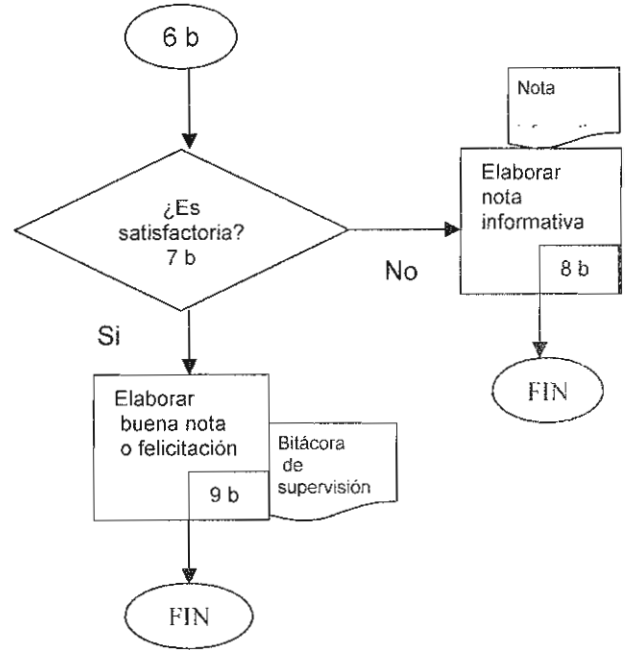 6 b
Nota
¿Es
satisfactoria?
7 b
No
Elaborar
nota
informativa
8 b
FIN
Si
Elaborar
buena nota
o felicitación
9 b
Bitácora
de
supervisión
FIN